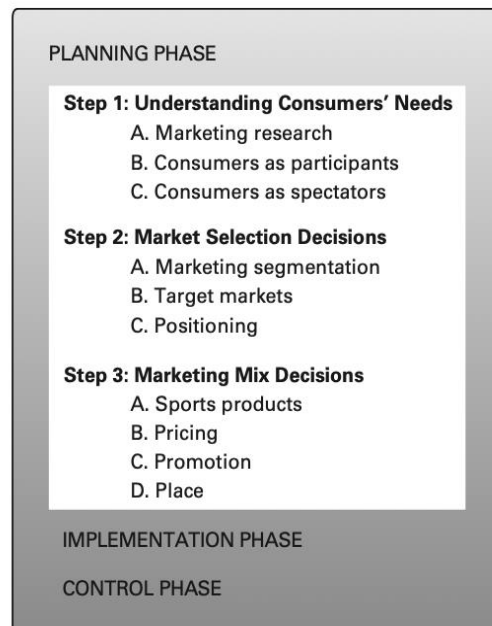 PLANNING PHASE
Step 1: Understanding Consumers’ Needs
A. Marketing research
B. Consumers as participants
C. Consumers as spectators
Step 2: Market Selection Decisions
A. Marketing segmentation
B. Target markets
C. Positioning
Step 3: Marketing Mix Decisions
A. Sports products
B. Pricing
C. Promotion
D. Place
IMPLEMENTATION PHASE
CONTROL PHASE